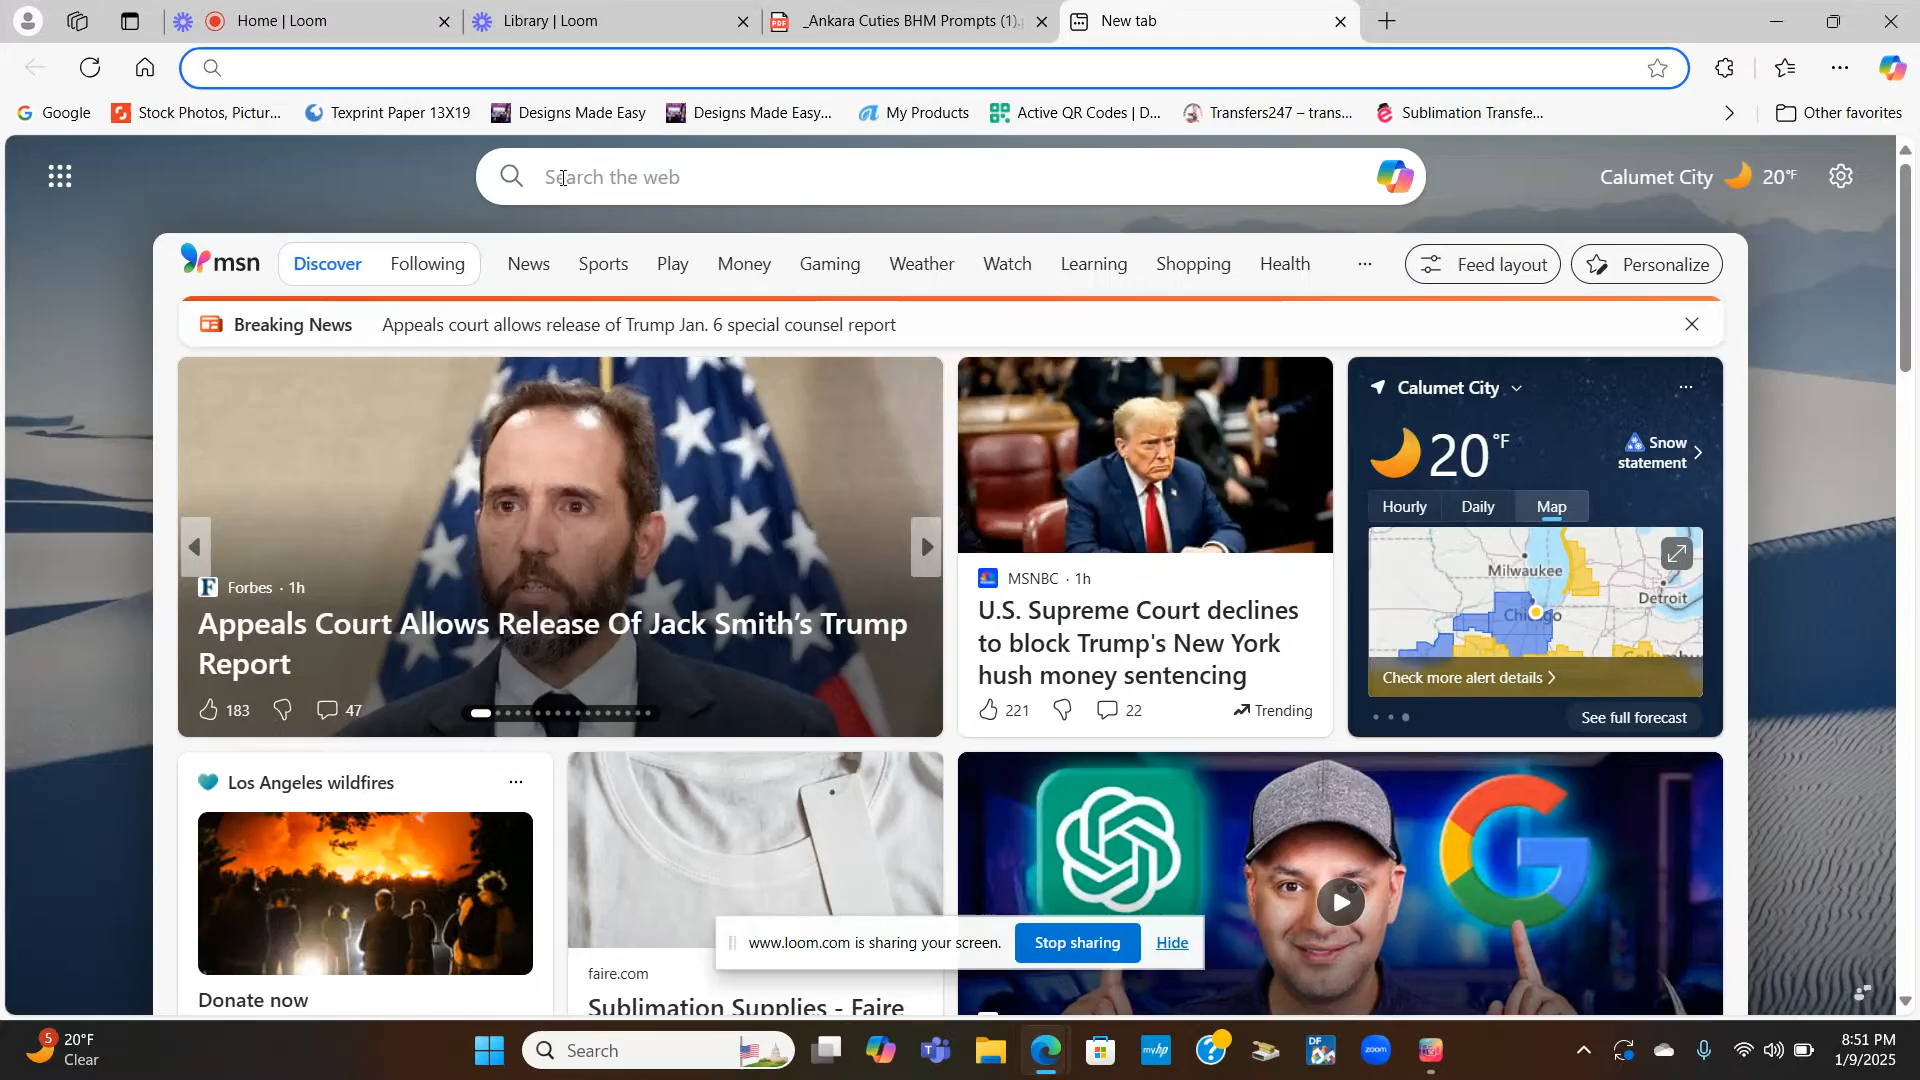 Home | Loom
Library | Loom
_Ankara Cuties BHM Prompts (1).
New tab
Google
Stock Photos, Pictur...
Texprint Paper 13X19
Designs Made Easy
Designs Made Easy...
My Products
Active QR Codes | D...
Transfers247 – trans...
Sublimation Transfe...
Other favorites
Search the web
Calumet City
20°F
msn
Discover
Following
News
Sports
Play
Money
Gaming
Weather
Watch
Learning
Shopping
Health
...
Feed layout
Personalize
Breaking News
Appeals court allows release of Trump Jan. 6 special counsel report
Forbes · 1h
Appeals Court Allows Release Of Jack Smith's Trump
Report
183
47
MSNBC · 1h
U.S. Supreme Court declines
to block Trump's New York
hush money sentencing
221
22
Trending
Calumet City
20°F
Snow
statement
Hourly
Daily
Map
Milwaukee
Detroit
Chicago
Check more alert details
See full forecast
Los Angeles wildfires
Donate now
faire.com
Sublimation Supplies - Faire
www.loom.com is sharing your screen.
Stop sharing
Hide
5
20°F
Clear
Search
myhp
DF
zoom
8:51 PM
1/9/2025